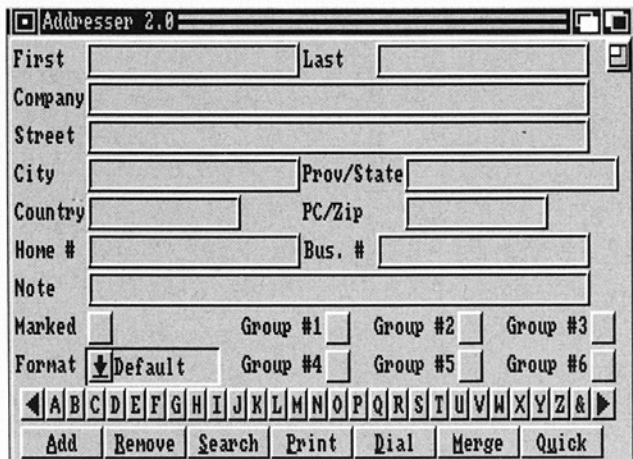 Addresser 2.0
First Last
Company
Street
City Prov/State
Country PC/Zip
Home # Bus. #
Note
Marked Group #1 Group #2 Group #3
Format Default Group #4 Group #5 Group #6
A B C D E F G H I J K L M N O P Q R S T U V W X Y Z &
Add Remove Search Print Dial Merge Quick